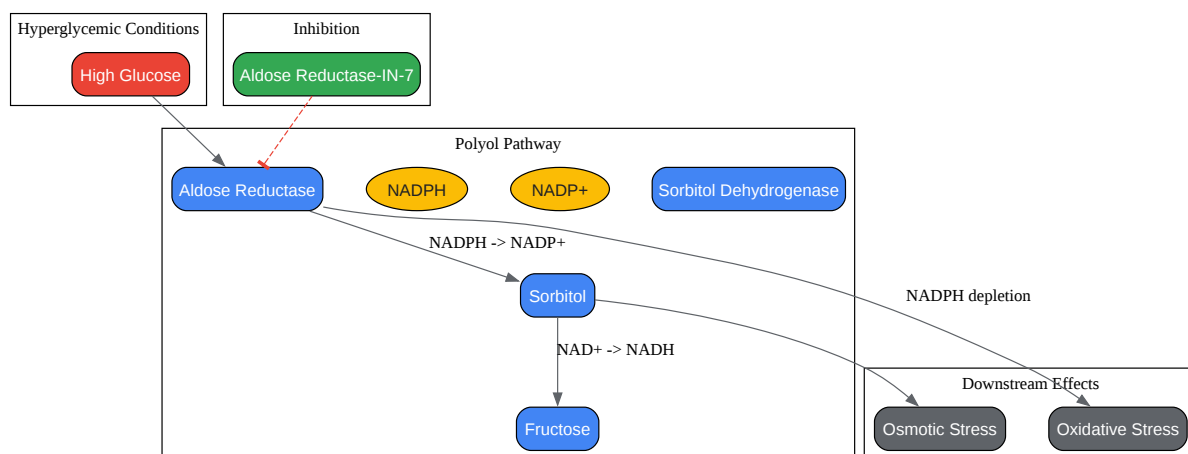 Hyperglycemic Conditions
Inhibition
High Glucose
Aldose Reductase-IN-7
Polyol Pathway
Aldose Reductase
NADPH
NADP+
Sorbitol Dehydrogenase
NADPH -> NADP+
Sorbitol
NADPH depletion
NAD+ -> NADH
Downstream Effects
Fructose
Osmotic Stress
Oxidative Stress